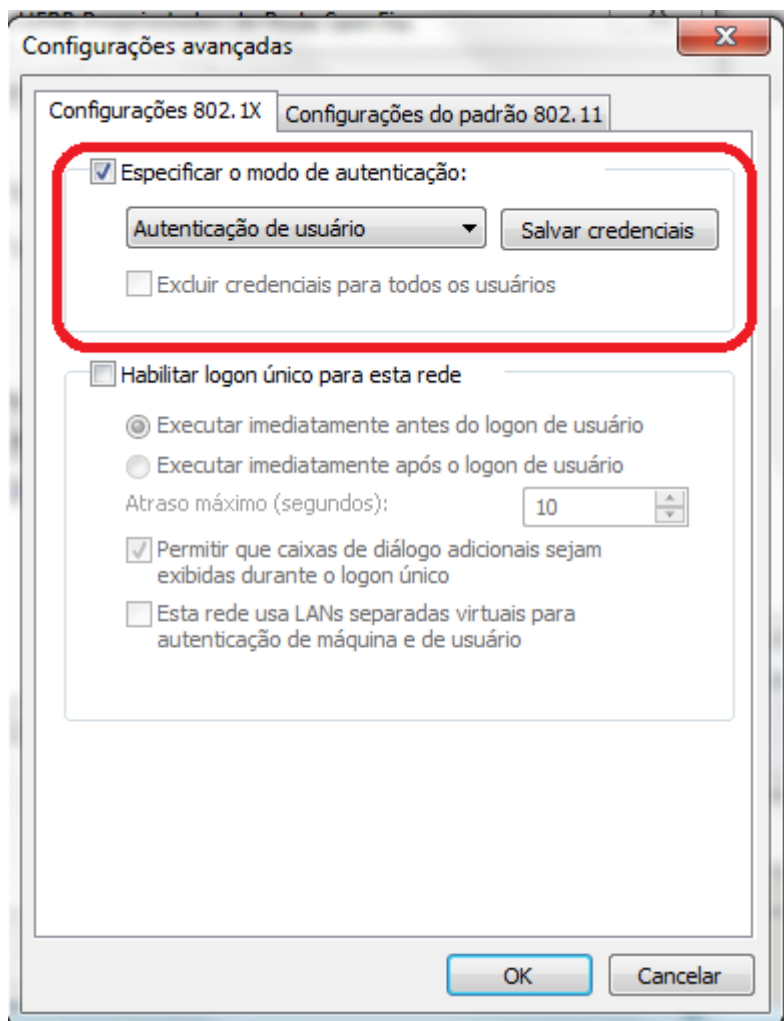 Configurações avançadas
Configurações 802.1X
Configurações do padrão 802.11
Especificar o modo de autenticação:
Autenticação de usuário
Salvar credenciais
Excluir credenciais para todos os usuários
Habilitar logon único para esta rede
Executar imediatamente antes do logon de usuário
Executar imediatamente após o logon de usuário
Atraso máximo (segundos):
10
Permitir que caixas de diálogo adicionais sejam
exibidas durante o logon único
Esta rede usa LANs separadas virtuais para
autenticação de máquina e de usuário
OK
Cancelar